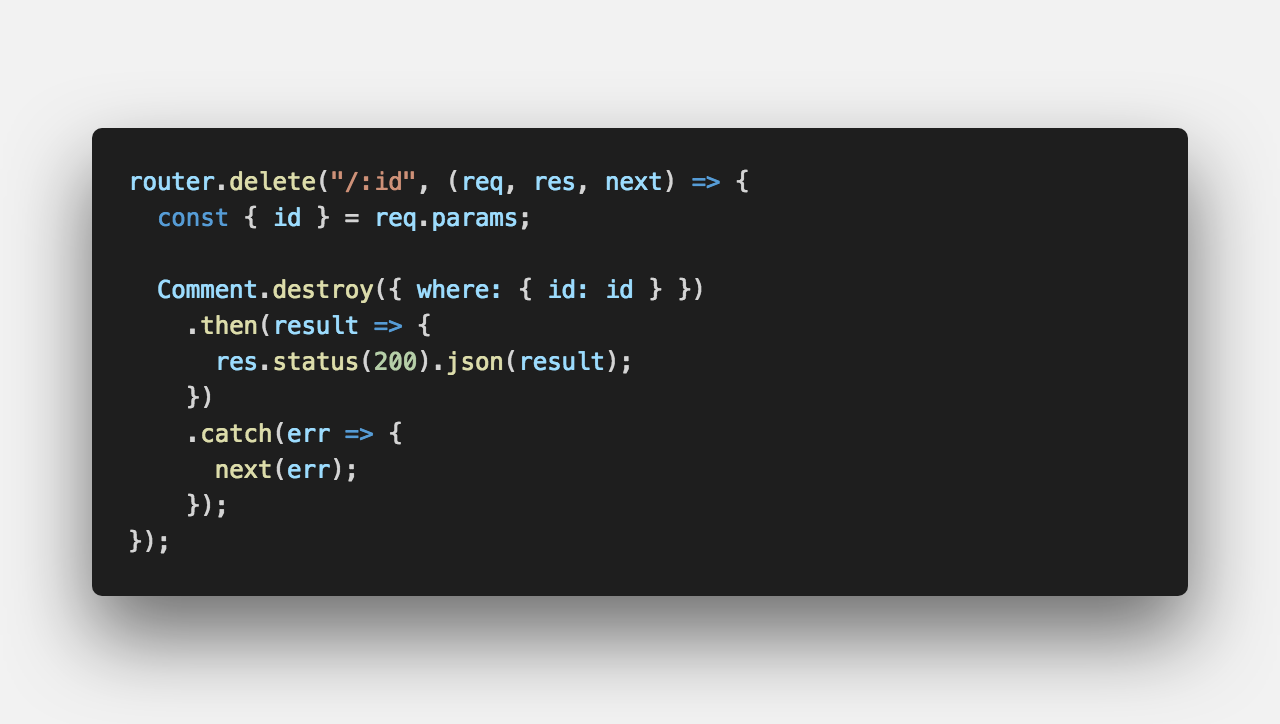 router.delete("/:id", (req, res, next) => {
  const { id } = req.params;

  Comment.destroy({ where: { id: id } })
    .then(result => {
      res.status(200).json(result);
    })
    .catch(err => {
      next(err);
    });
});